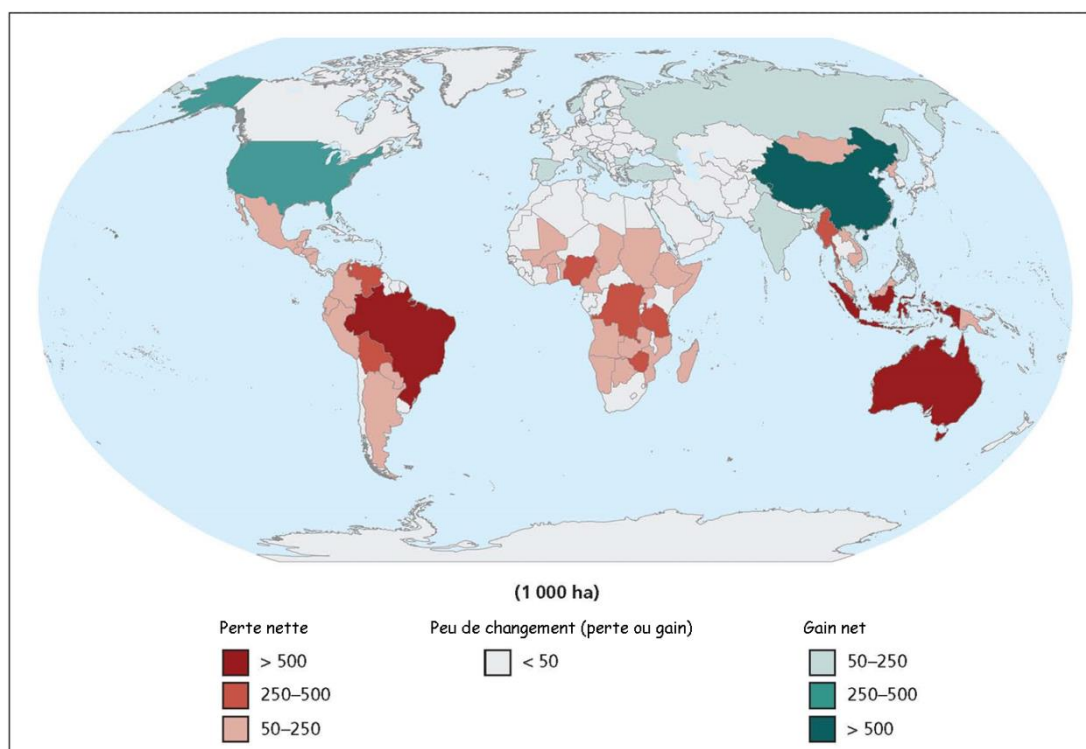 (1 000 ha)
Perte nette
> 500
250–500
50–250
Peu de changement (perte ou gain)
< 50
Gain net
50–250
250–500
> 500